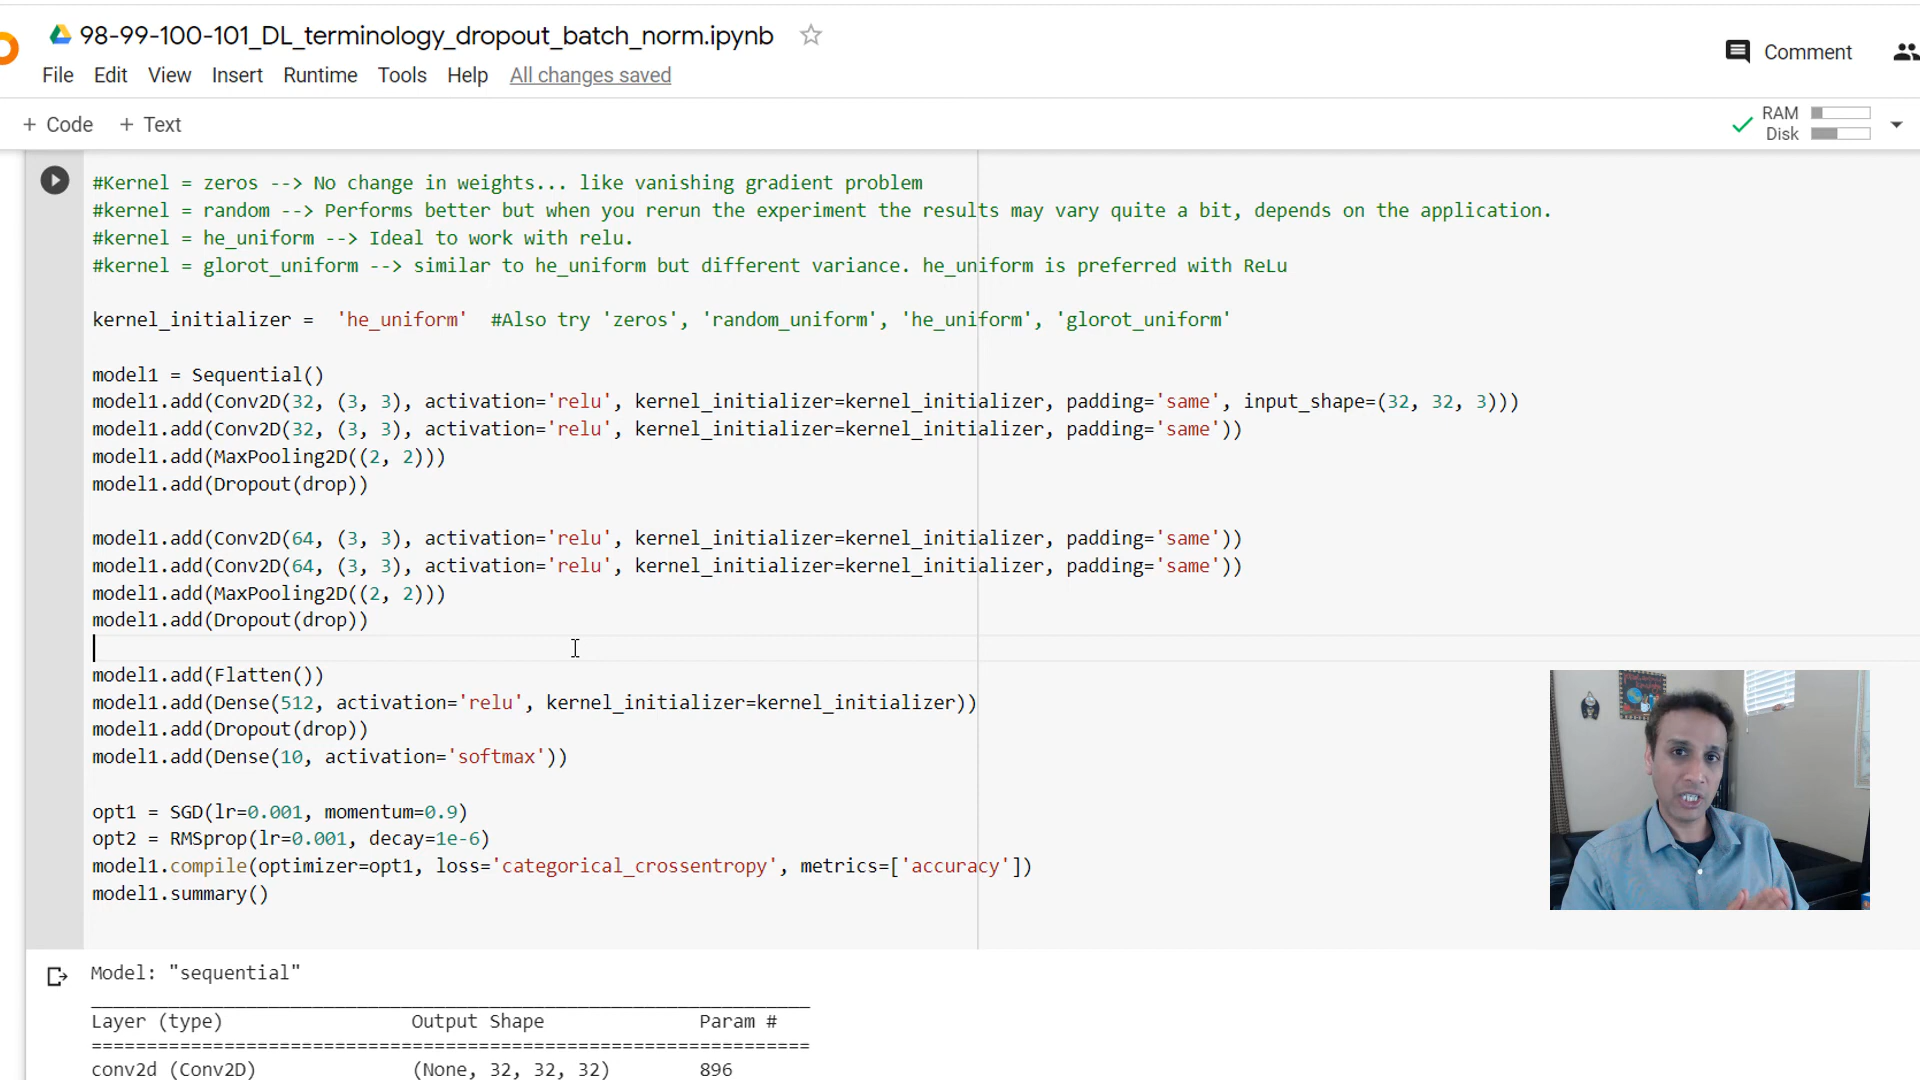 98-99-100-101_DL_terminology_dropout_batch_norm.ipynb
File Edit View Insert Runtime Tools Help All changes saved
Comment
+ Code + Text
RAM
Disk
#Kernel = zeros --> No change in weights... like vanishing gradient problem
#kernel = random --> Performs better but when you rerun the experiment the results may vary quite a bit, depends on the application.
#kernel = he_uniform --> Ideal to work with relu.
#kernel = glorot_uniform --> similar to he_uniform but different variance. he_uniform is preferred with ReLu
kernel_initializer =  'he_uniform'  #Also try 'zeros', 'random_uniform', 'he_uniform', 'glorot_uniform'
model1 = Sequential()
model1.add(Conv2D(32, (3, 3), activation='relu', kernel_initializer=kernel_initializer, padding='same', input_shape=(32, 32, 3)))
model1.add(Conv2D(32, (3, 3), activation='relu', kernel_initializer=kernel_initializer, padding='same'))
model1.add(MaxPooling2D((2, 2)))
model1.add(Dropout(drop))
model1.add(Conv2D(64, (3, 3), activation='relu', kernel_initializer=kernel_initializer, padding='same'))
model1.add(Conv2D(64, (3, 3), activation='relu', kernel_initializer=kernel_initializer, padding='same'))
model1.add(MaxPooling2D((2, 2)))
model1.add(Dropout(drop))
model1.add(Flatten())
model1.add(Dense(512, activation='relu', kernel_initializer=kernel_initializer))
model1.add(Dropout(drop))
model1.add(Dense(10, activation='softmax'))
opt1 = SGD(lr=0.001, momentum=0.9)
opt2 = RMSprop(lr=0.001, decay=1e-6)
model1.compile(optimizer=opt1, loss='categorical_crossentropy', metrics=['accuracy'])
model1.summary()
Model: "sequential"
Layer (type) Output Shape Param #
conv2d (Conv2D) (None, 32, 32, 32) 896